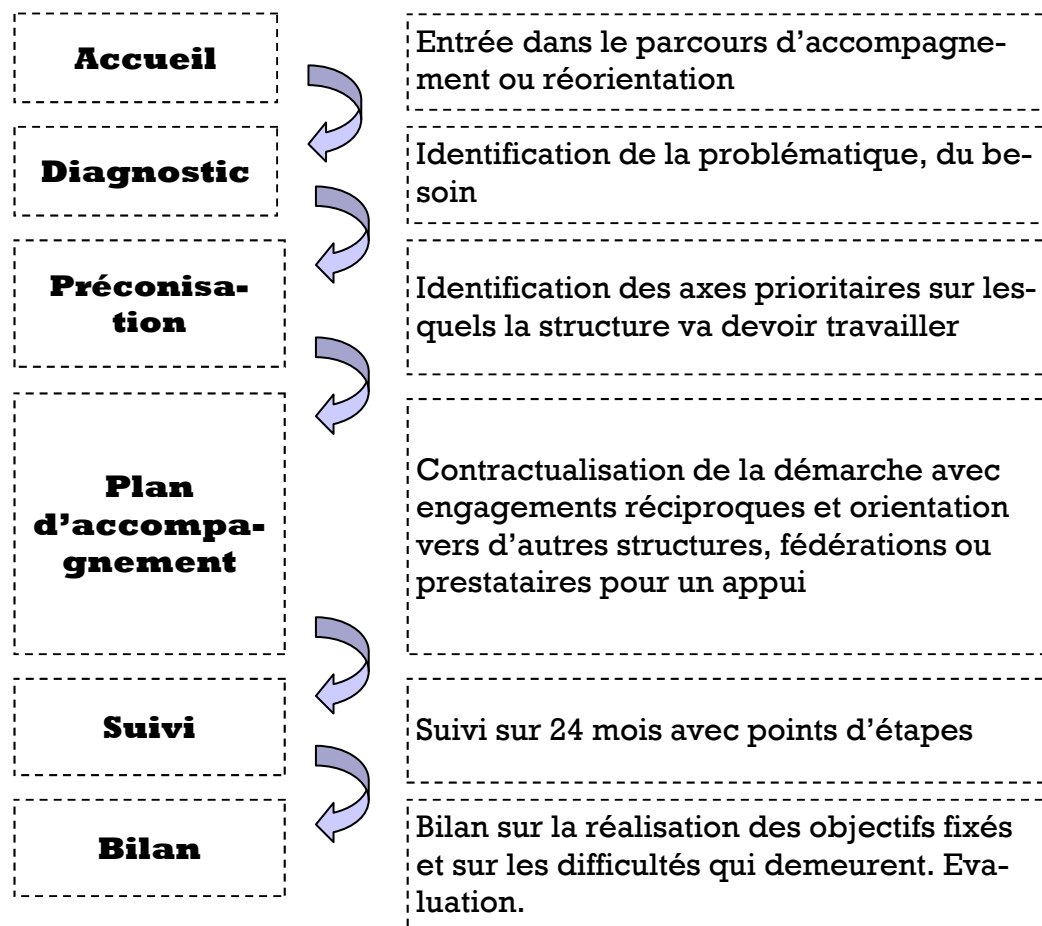 Accueil
Entrée dans le parcours d’accompagne-
ment ou réorientation
Diagnostic
Identification de la problématique, du be-
soin
Préconisa-
tion
Identification des axes prioritaires sur les-
quels la structure va devoir travailler
Plan
d’accompa-
gnement
Contractualisation de la démarche avec
engagements réciproques et orientation
vers d’autres structures, fédérations ou
prestataires pour un appui
Suivi
Suivi sur 24 mois avec points d’étapes
Bilan
Bilan sur la réalisation des objectifs fixés
et sur les difficultés qui demeurent. Eva-
luation.